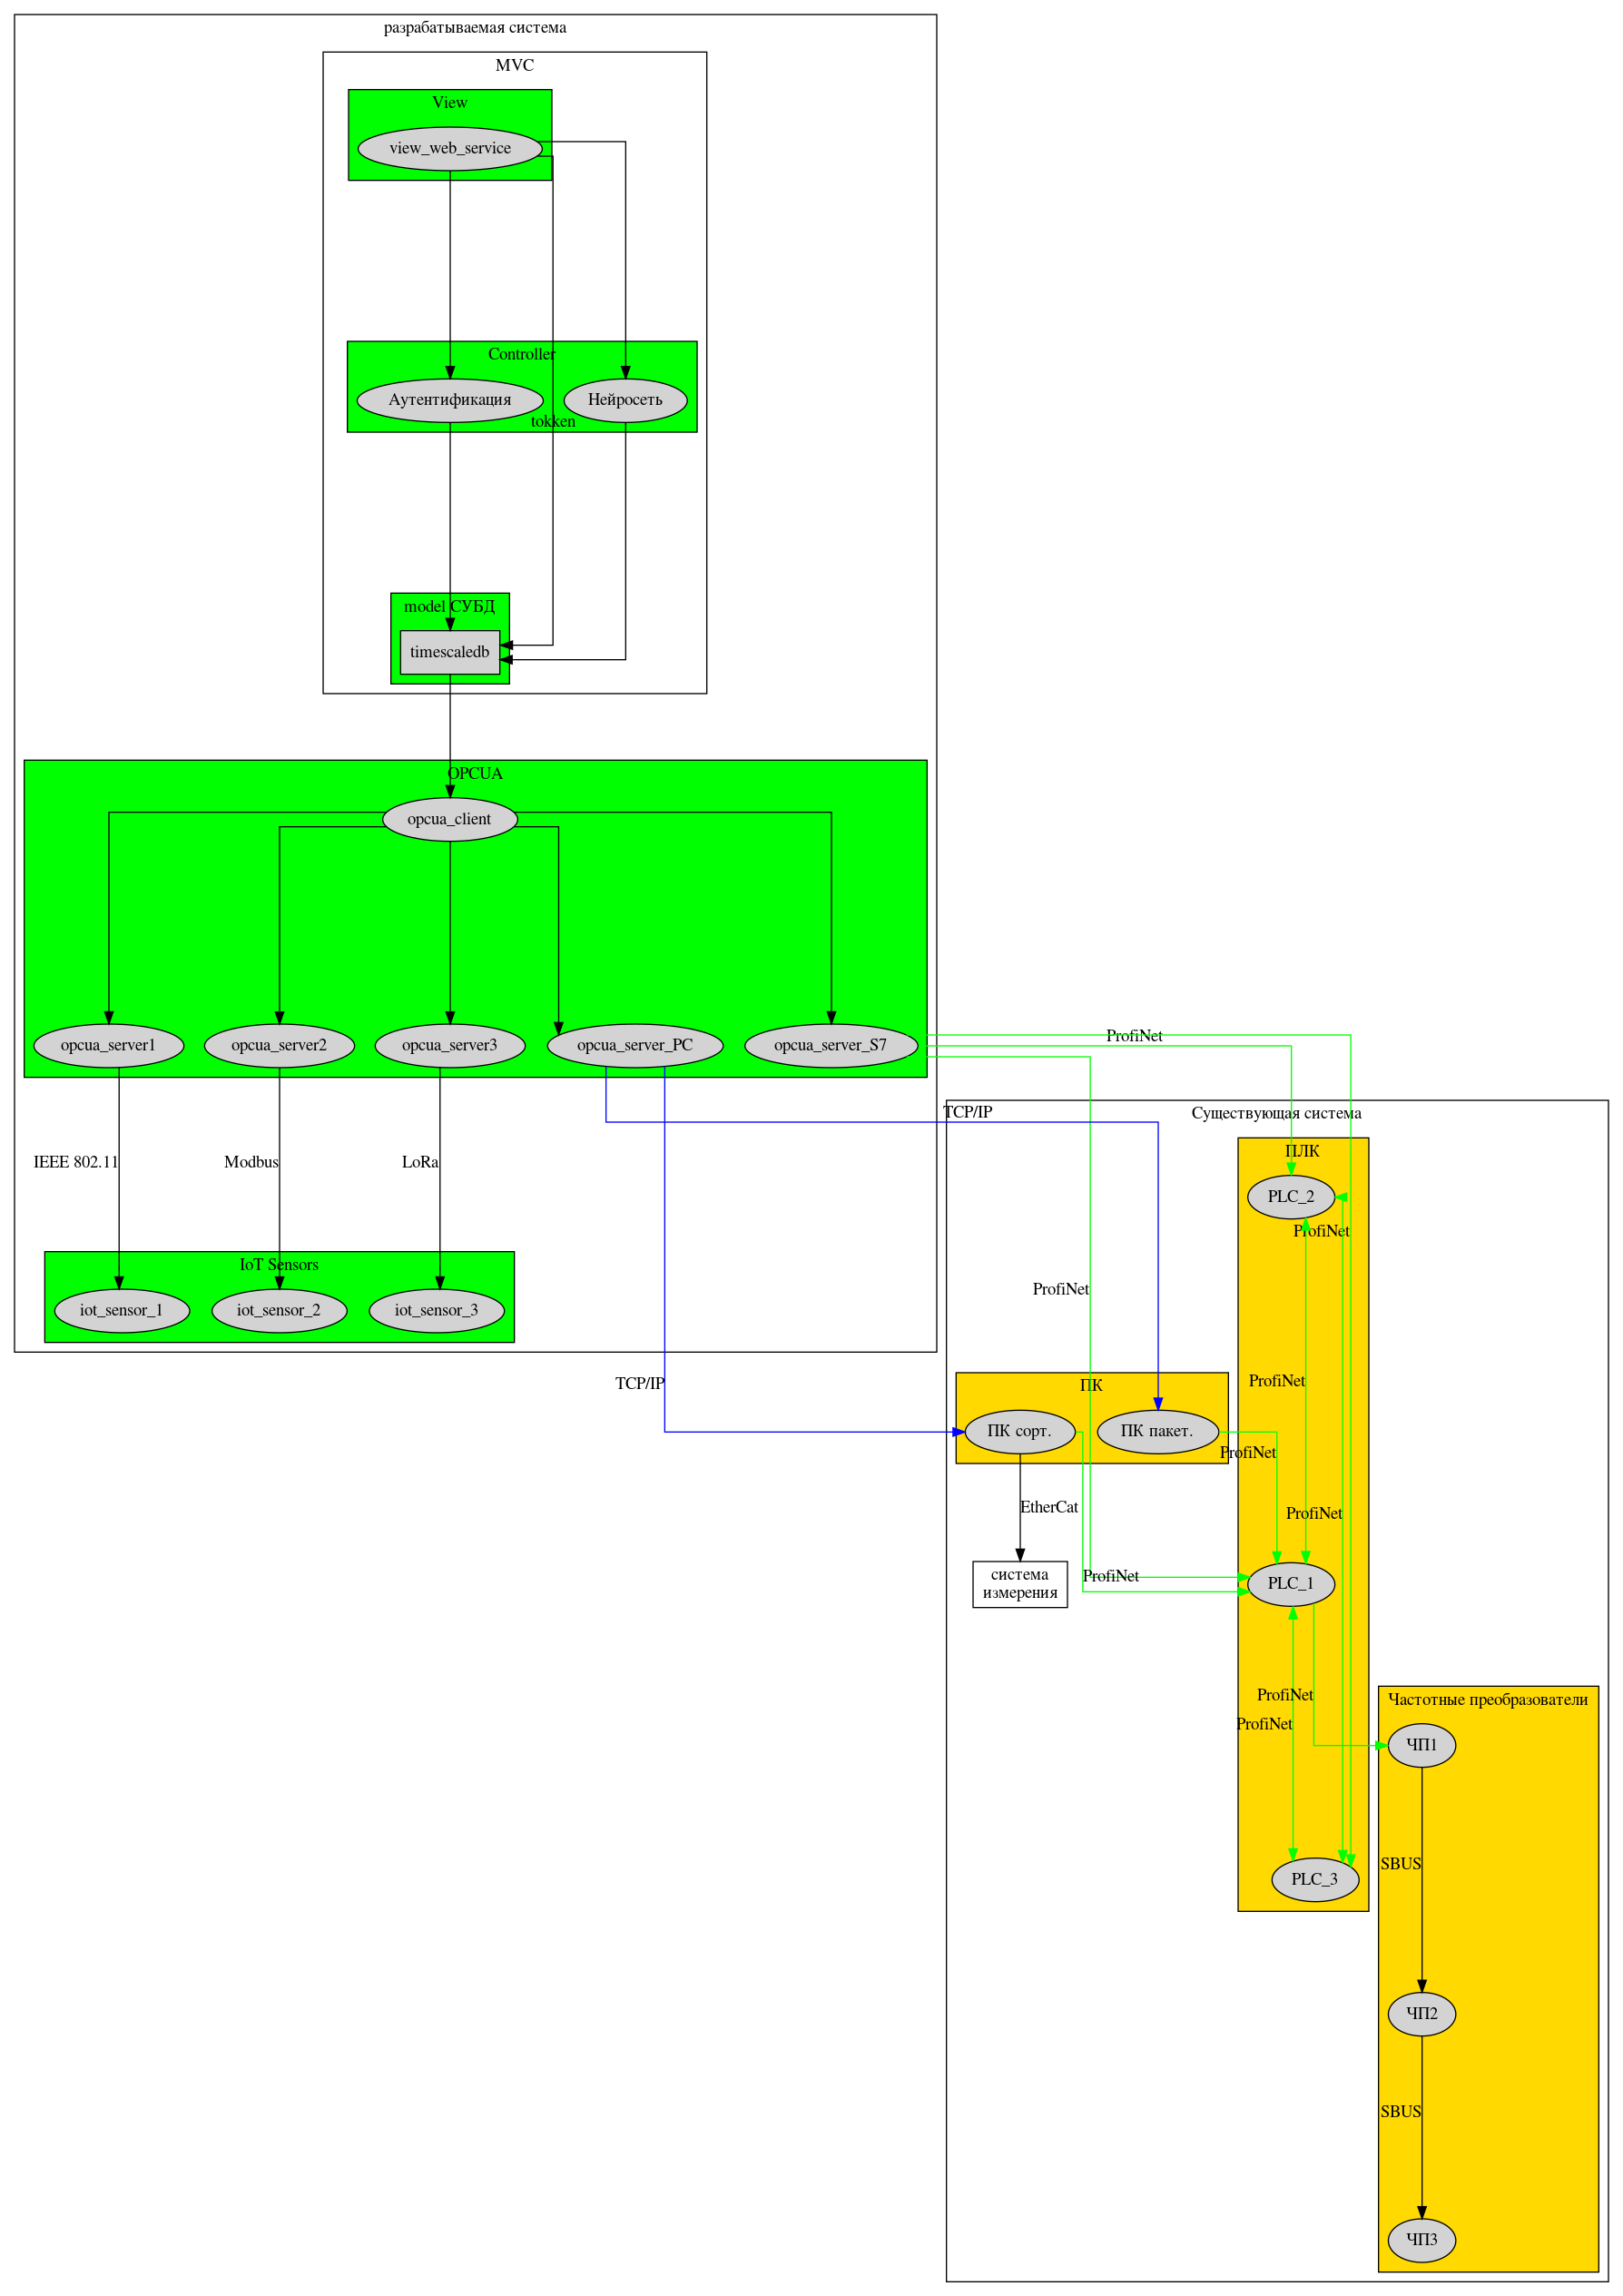 разрабатываемая система
MVC
View
view_web_service
Controller
Аутентификация
Нейросеть
tokken
model СУБД
timescaledb
OPCUA
opcua_client
opcua_server1
opcua_server2
opcua_server3
opcua_server_PC
opcua_server_S7
ProfiNet
TCP/IP
Существующая система
IEEE 802.11
Modbus
LoRa
ПЛК
PLC_2
ProfiNet
IoT Sensors
iot_sensor_1
iot_sensor_2
iot_sensor_3
ProfiNet
TCP/IP
ProfiNet
ПК
ПК сорт.
ПК пакет.
ProfiNet
EtherCat
ProfiNet
система
измерения
ProfiNet
PLC_1
ProfiNet
ProfiNet
Частотные преобразователи
ЧП1
SBUS
PLC_3
ЧП2
SBUS
ЧП3